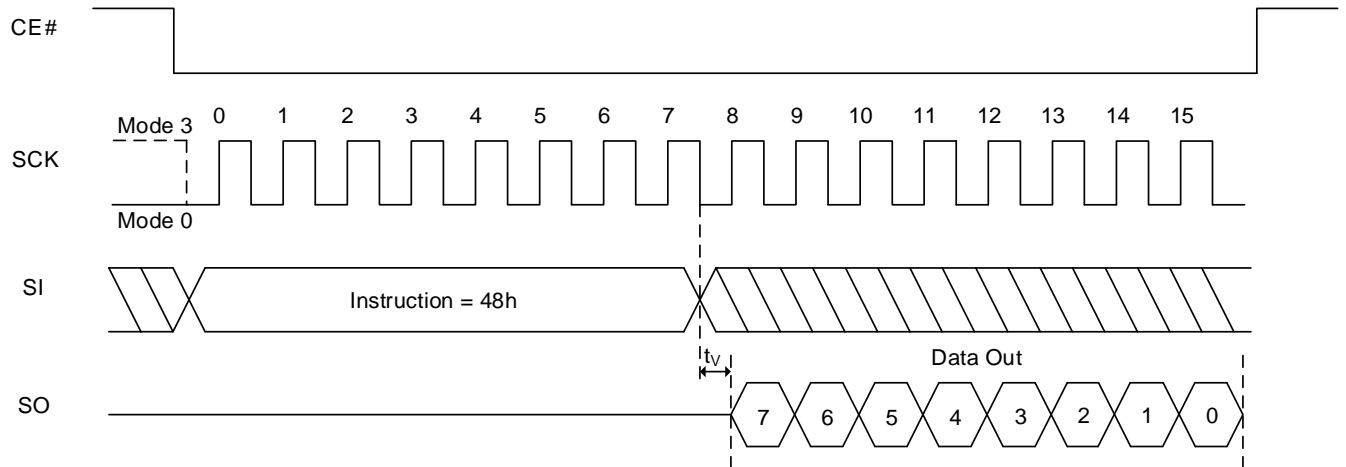 CE#
0 1 2 3 4 5 6 7 8 9 10 11 12 13 14 15
Mode 3
SCK
Mode 0
SI
Instruction = 48h
tV
Data Out
SO
7 6 5 4 3 2 1 0